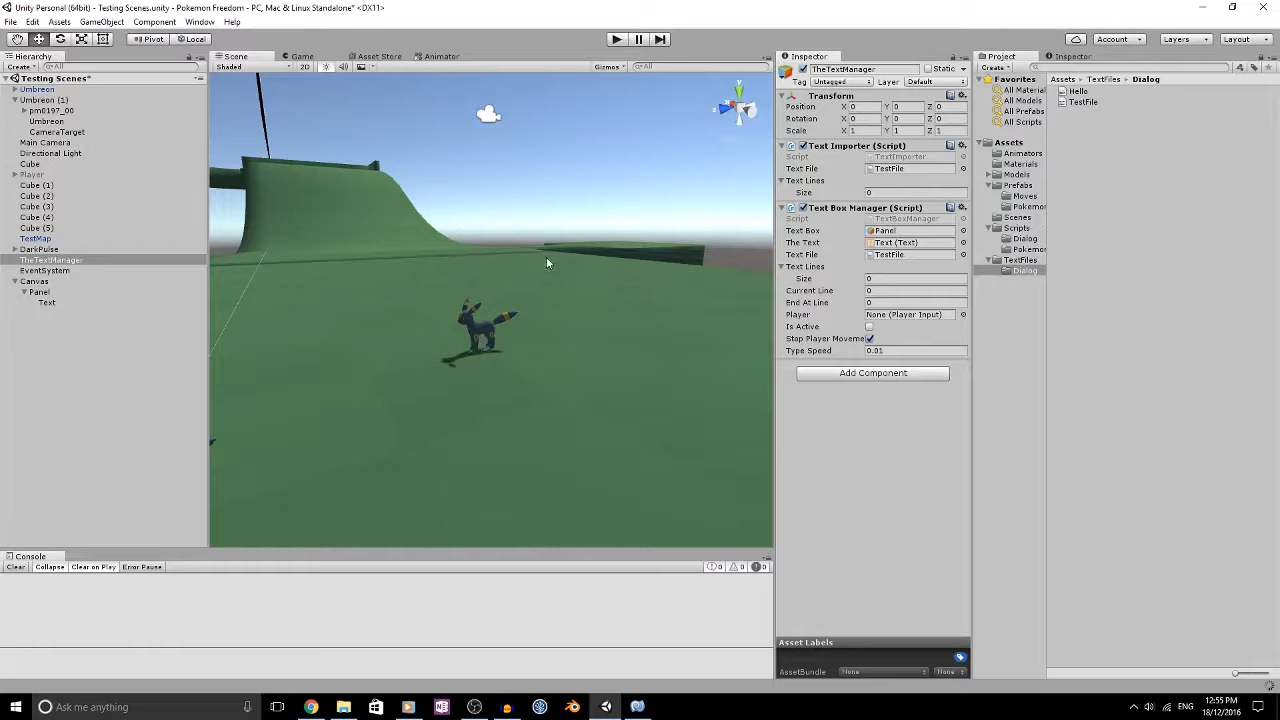 Unity Personal (64bit) - Testing Scenes.unity - Pokemon Freedom - PC, Mac & Linux Standalone* <DX11>
File Edit Assets GameObject Component Window Help
Pivot Local Account Layers Layout
Hierarchy Scene Game Asset Store Animator Inspector Project Inspector
Create All Shaded 2D Gizmos All
Testing Scenes*
Umbreon
Umbreon (1)
pm0197_00
Umbreon
CameraTarget
Main Camera
Directional Light
Cube
Player
Cube (1)
Cube (2)
Cube (3)
Cube (4)
Cube (5)
TestMap
DarkPulse
TheTextManager
EventSystem
Canvas
Panel
Text
y
TheTextManager Static
Tag Untagged Layer Default
Transform
Position X 0 Y 0 Z 0
Rotation X 0 Y 0 Z 0
Scale X 1 Y 1 Z 1
Text Importer (Script)
Script TextImporter
Text File TestFile
Text Lines
Size 0
Text Box Manager (Script)
Script TextBoxManager
Text Box Panel
The Text Text (Text)
Text File TestFile
Text Lines
Size 0
Current Line 0
End At Line 0
Player None (Player Input)
Is Active
Stop Player Moveme
Type Speed 0.01
Add Component
Asset Labels
AssetBundle None None
Create
Favorites
All Material
All Models
All Prefabs
All Scripts
Assets
Animators
Materials
Models
Prefabs
Moves
Pokemo
Scenes
Scripts
Dialog
Pokemo
TextFiles
Dialog
Assets TextFiles Dialog
Hello
TestFile
Console
Clear Collapse Clear on Play Error Pause 0 0 0
Ask me anything
ENG
12:55 PM
18/12/2016